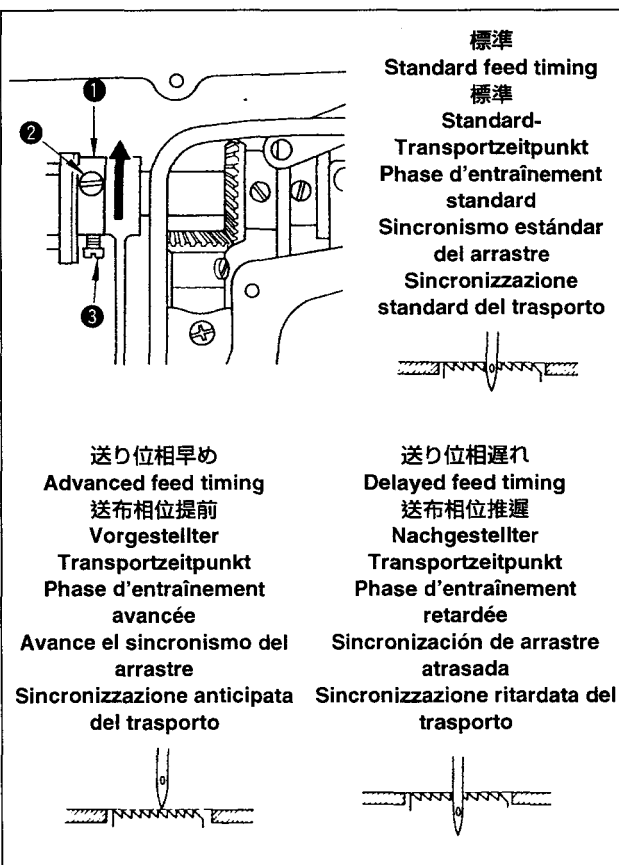 1
2
3
標準
Standard feed timing
標準
Standard-
Transportzeitpunkt
Phase d'entraînement
standard
Sincronismo estándar
del arrastre
Sincronizzazione
standard del trasporto
送り位相早め
Advanced feed timing
送布相位提前
Vorgestellter
Transportzeitpunkt
Phase d'entraînement
avancée
Avance el sincronismo del
arrastre
Sincronizzazione anticipata
del trasporto
送り位相遅れ
Delayed feed timing
送布相位推遲
Nachgestellter
Transportzeitpunkt
Phase d'entraînement
retardée
Sincronización de arrastre
atrasada
Sincronizzazione ritardata del
trasporto